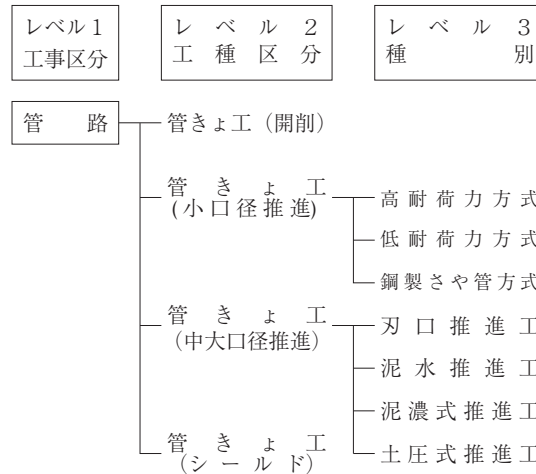 レベル1
工事区分
レベル2
工種区分
レベル3
種別
管路
管きょ工(開削)
管きょ工
(小口径推進)
高耐荷力方式
低耐荷力方式
鋼製さや管方式
管きょ工
(中大口径推進)
刃口推進工
泥水推進工
泥濃式推進工
土圧式推進工
管きょ工
(シールド)